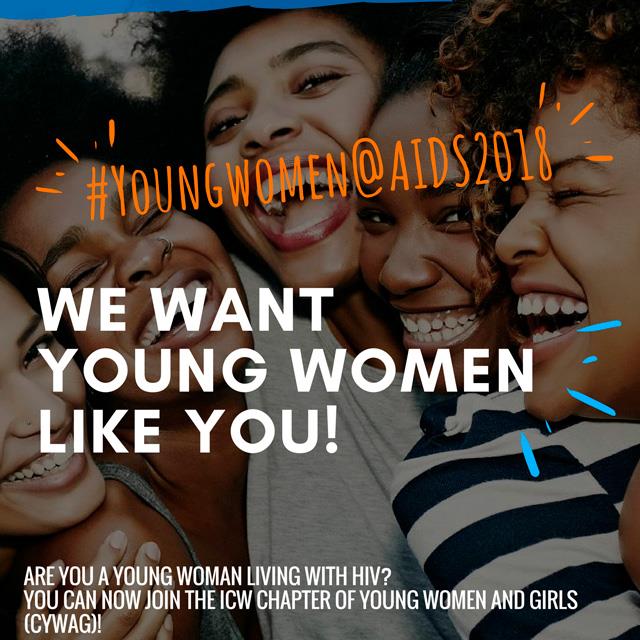 #YOUNGWOMEN@AIDS2018
WE WANT
YOUNG WOMEN
LIKE YOU!
ARE YOU A YOUNG WOMAN LIVING WITH HIV?
YOU CAN NOW JOIN THE ICW CHAPTER OF YOUNG WOMEN AND GIRLS
(CYWAG)!